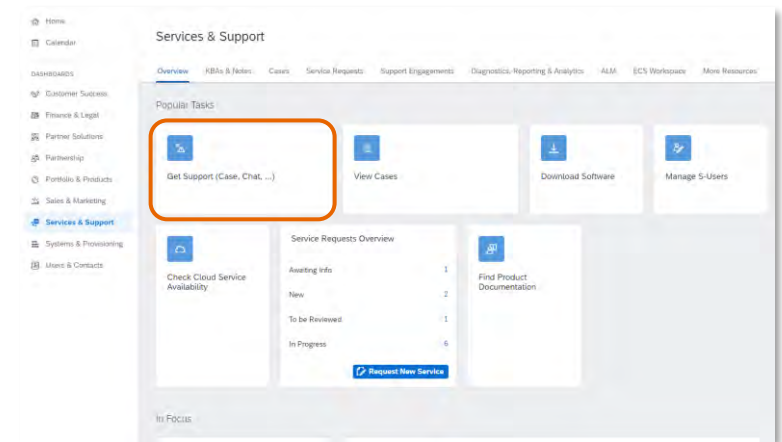 Home
Calendar
DASHBOARDS
Customer Success
Finance & Legal
Partner Solutions
Partnership
Portfolio & Products
Sales & Marketing
Services & Support
Systems & Provisioning
Users & Contacts
Services & Support
Overview KBAs & Notes Cases Service Requests Support Engagements Diagnostics, Reporting & Analytics ALM ECS Workspace More Resources
Popular Tasks
Get Support (Case, Chat, ...)
View Cases
Download Software
Manage S-Users
Check Cloud Service
Availability
Service Requests Overview
Awaiting Info 1
New 2
To be Reviewed 1
In Progress 6
Request New Service
Find Product
Documentation
In Focus